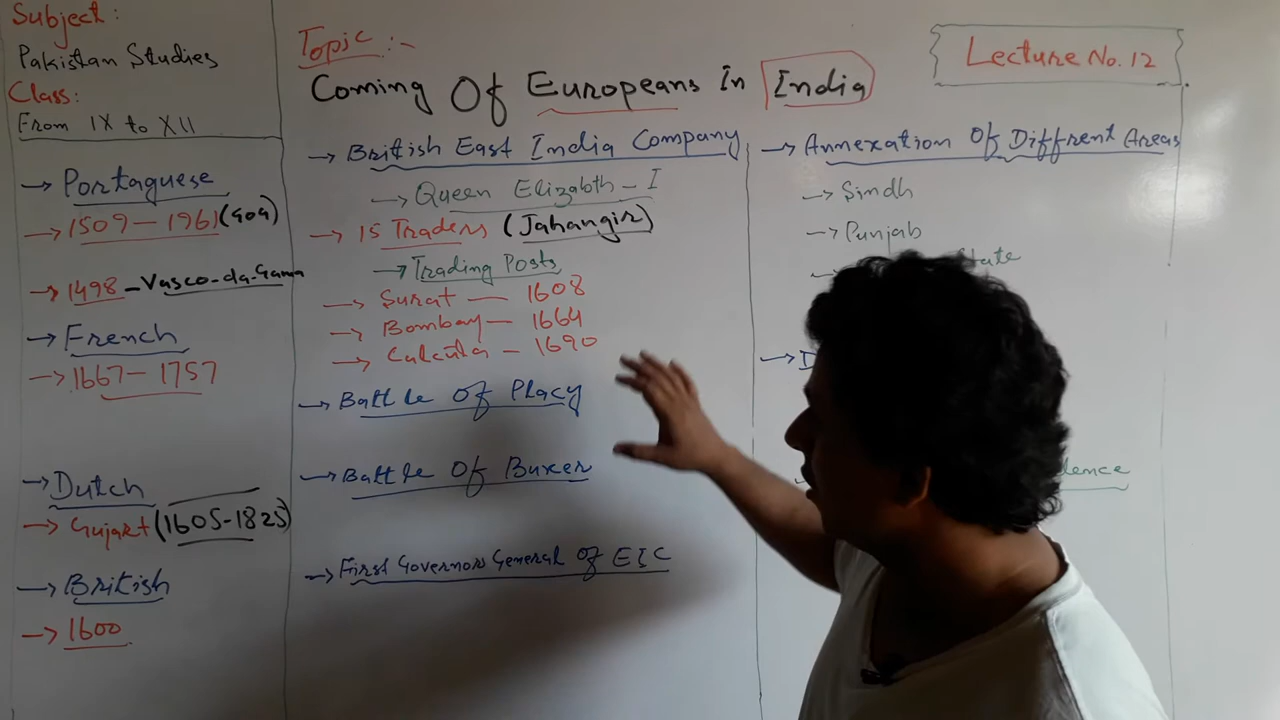 Subject:
Pakistan Studies
Class:
From IX to XII
→ Portaguese
→ 1509 – 1961 (Goa)
→ 1498 – Vasco-da-Gama
→ French
→ 1667 – 1757
→ Dutch
→ Gujart (1605-1825)
→ British
→ 1600
Topic:-
Coming Of Europeans In India
→ British East India Company
→ Queen Elizabth – I
→ 15 Traders (Jahangir)
→ Trading Posts
→ Surat — 1608
→ Bombay — 1664
→ Calcutta – 1690
→ Battle Of Placy
→ Battle Of Buxer
→ First Governor General Of EIC
Lecture No. 12
→ Annexation Of Diffrent Areas
→ Sindh
→ Punjab
→ State
→